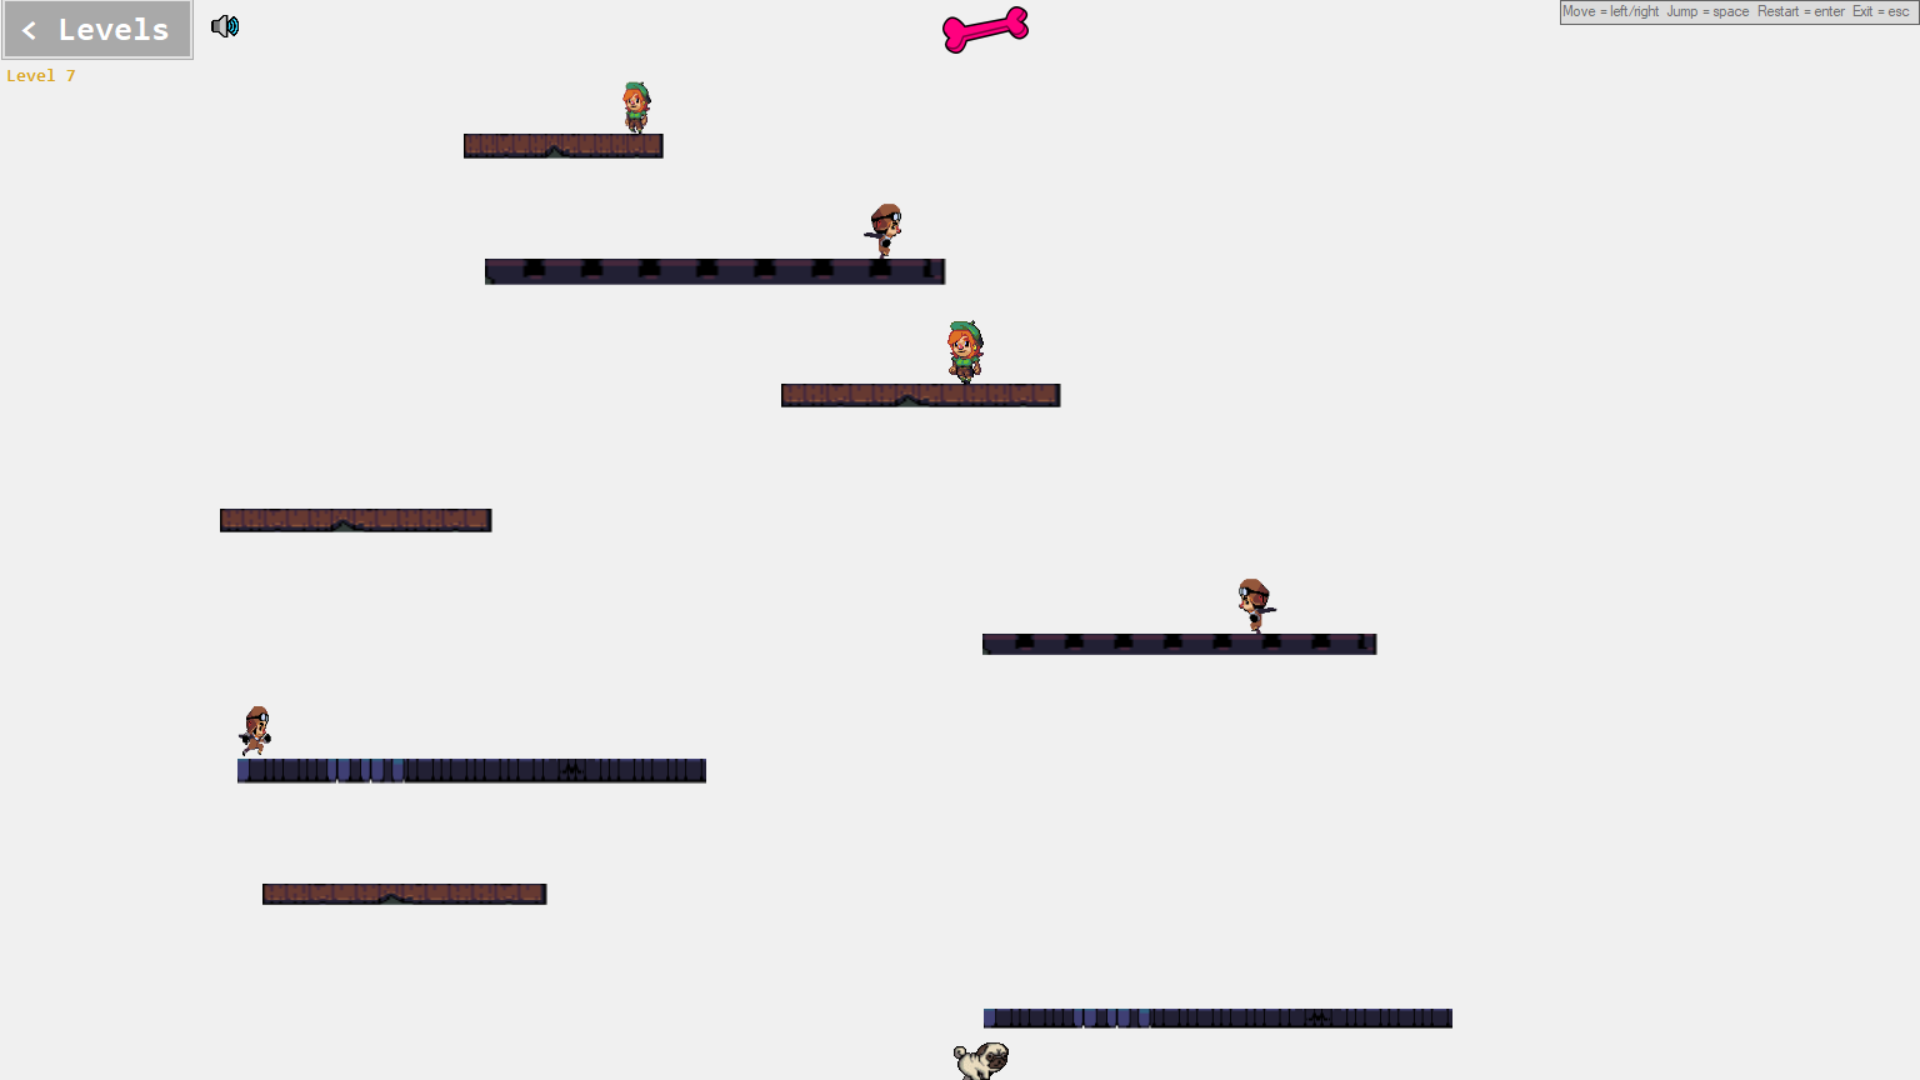 < Levels
Move = left/right Jump = space Restart = enter Exit = esc
Level 7